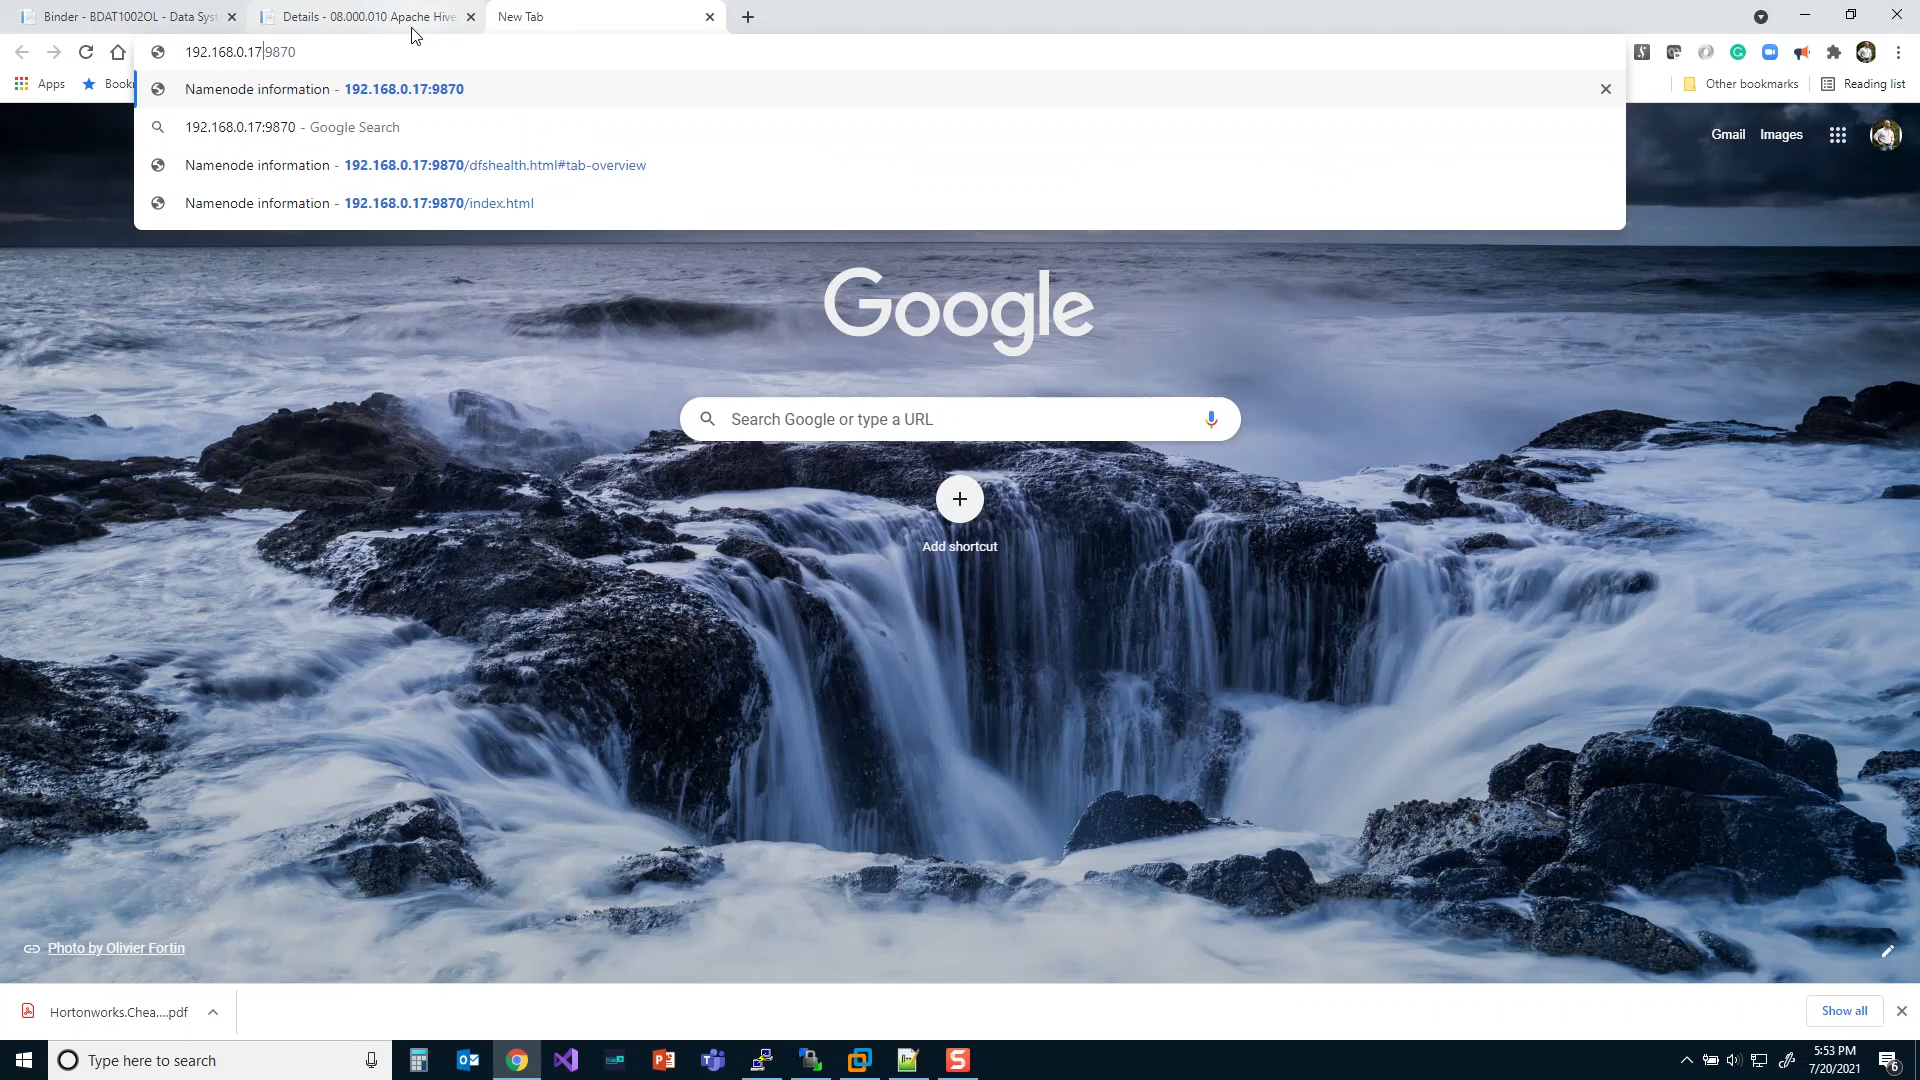 Binder - BDAT1002OL - Data Syst
Details - 08.000.010 Apache Hive
New Tab
192.168.0.17:9870
Apps
Bookm
Other bookmarks
Reading list
Namenode information - 192.168.0.17:9870
192.168.0.17:9870 - Google Search
Namenode information - 192.168.0.17:9870/dfshealth.html#tab-overview
Namenode information - 192.168.0.17:9870/index.html
Gmail
Images
Google
Search Google or type a URL
Add shortcut
Photo by Olivier Fortin
Hortonworks.Chea....pdf
Show all
Type here to search
5:53 PM
7/20/2021
6